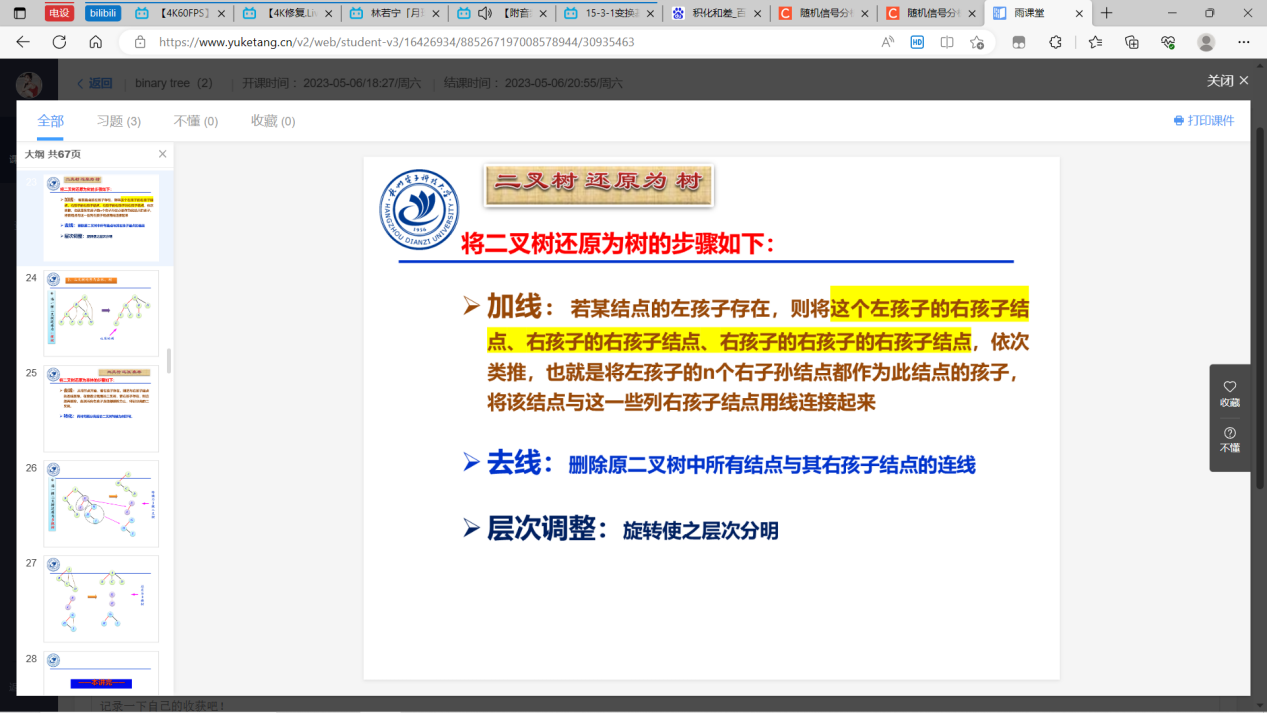 电设
bilibili
【4K60FPS】
【4K修复.Liv
林若宁「月
【附音
15-3-1变换
积化和差_百
随机信号分
随机信号分
雨课堂
https://www.yuketang.cn/v2/web/student-v3/16426934/885267197008578944/30935463
返回
binary tree（2）
开课时间： 2023-05-06/18:27/周六
结课时间： 2023-05-06/20:55/周六
关闭
全部
习题 (3)
不懂 (0)
收藏 (0)
打印课件
大纲 共67页
24
25
26
27
28
二叉树 还原为 树
HANGZHOU DIANZI UNIVERSITY
1956
将二叉树还原为树的步骤如下：
加线： 若某结点的左孩子存在，则将这个左孩子的右孩子结
点、右孩子的右孩子结点、右孩子的右孩子的右孩子结点，依次
类推，也就是将左孩子的n个右子孙结点都作为此结点的孩子，
将该结点与这一些列右孩子结点用线连接起来
去线： 删除原二叉树中所有结点与其右孩子结点的连线
层次调整： 旋转使之层次分明
收藏
不懂
记录一下自己的收获吧！